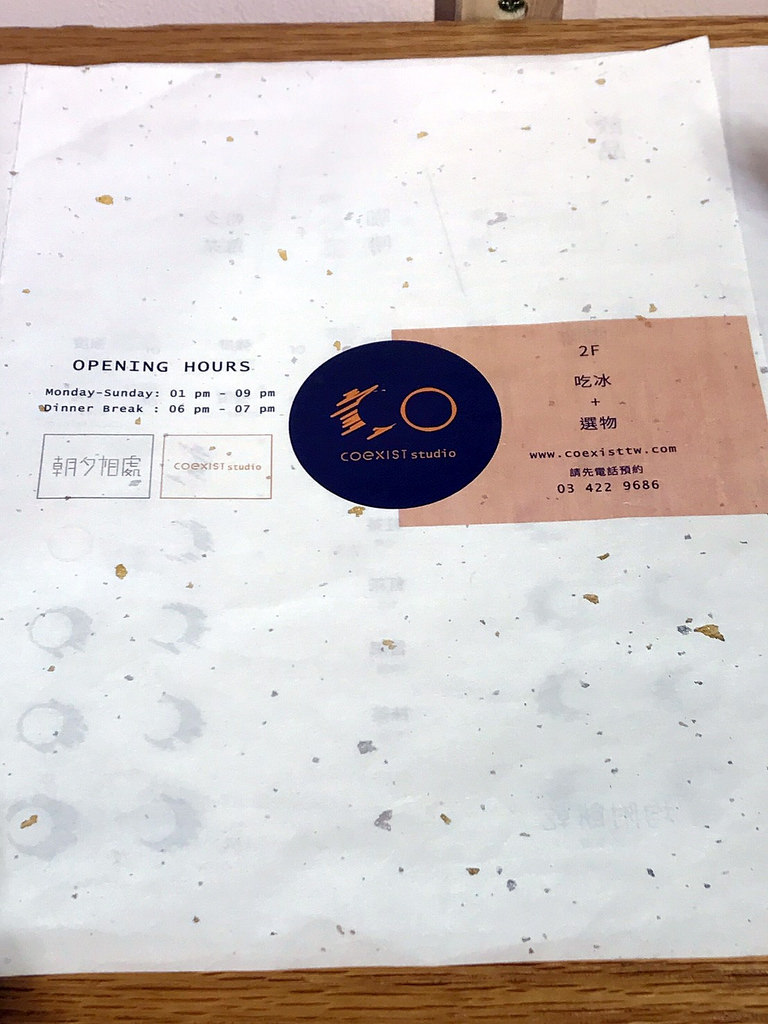 OPENING HOURS
Monday-Sunday: 01 pm - 09 pm
Dinner Break : 06 pm - 07 pm
朝夕相處
COEXIST studio
CO
COEXIST studio
2F
吃冰
+
選物
www.coexisttw.com
請先電話預約
03 422 9686